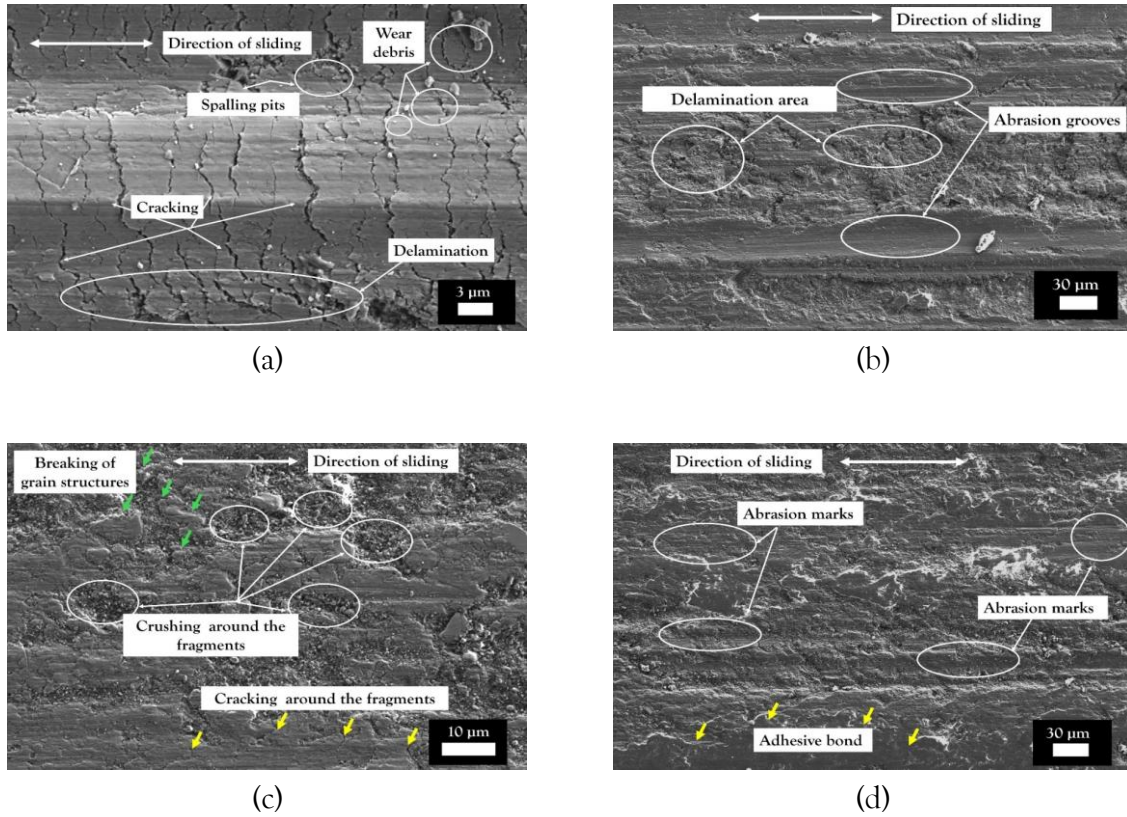 Direction of sliding
Wear
debris
Spalling pits
Cracking
Delamination
3 µm
(a)
Direction of sliding
Delamination area
Abrasion grooves
30 µm
(b)
Breaking of
grain structures
Direction of sliding
Crushing around the
fragments
Cracking around the fragments
10 µm
(c)
Direction of sliding
Abrasion marks
Abrasion marks
Adhesive bond
30 µm
(d)